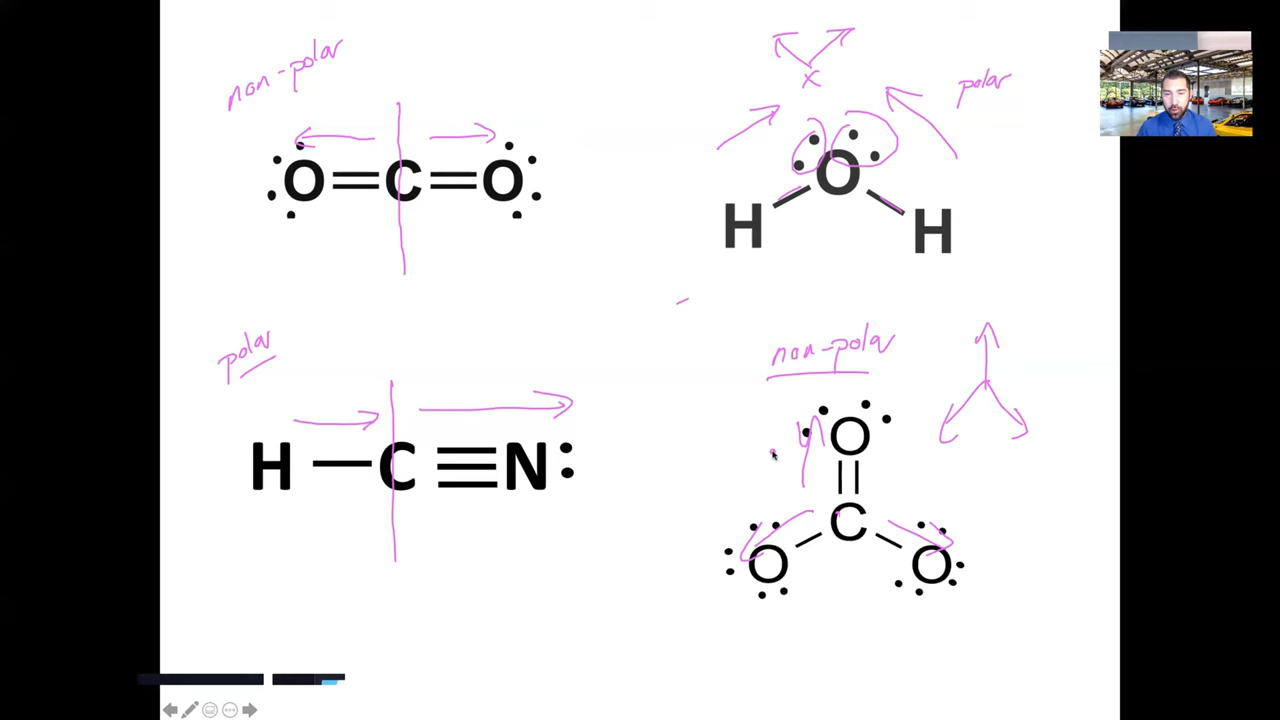 non-polar
O=C=O
x
polar
O
H H
polar
H—C≡N:
non-polar
O
C
O O